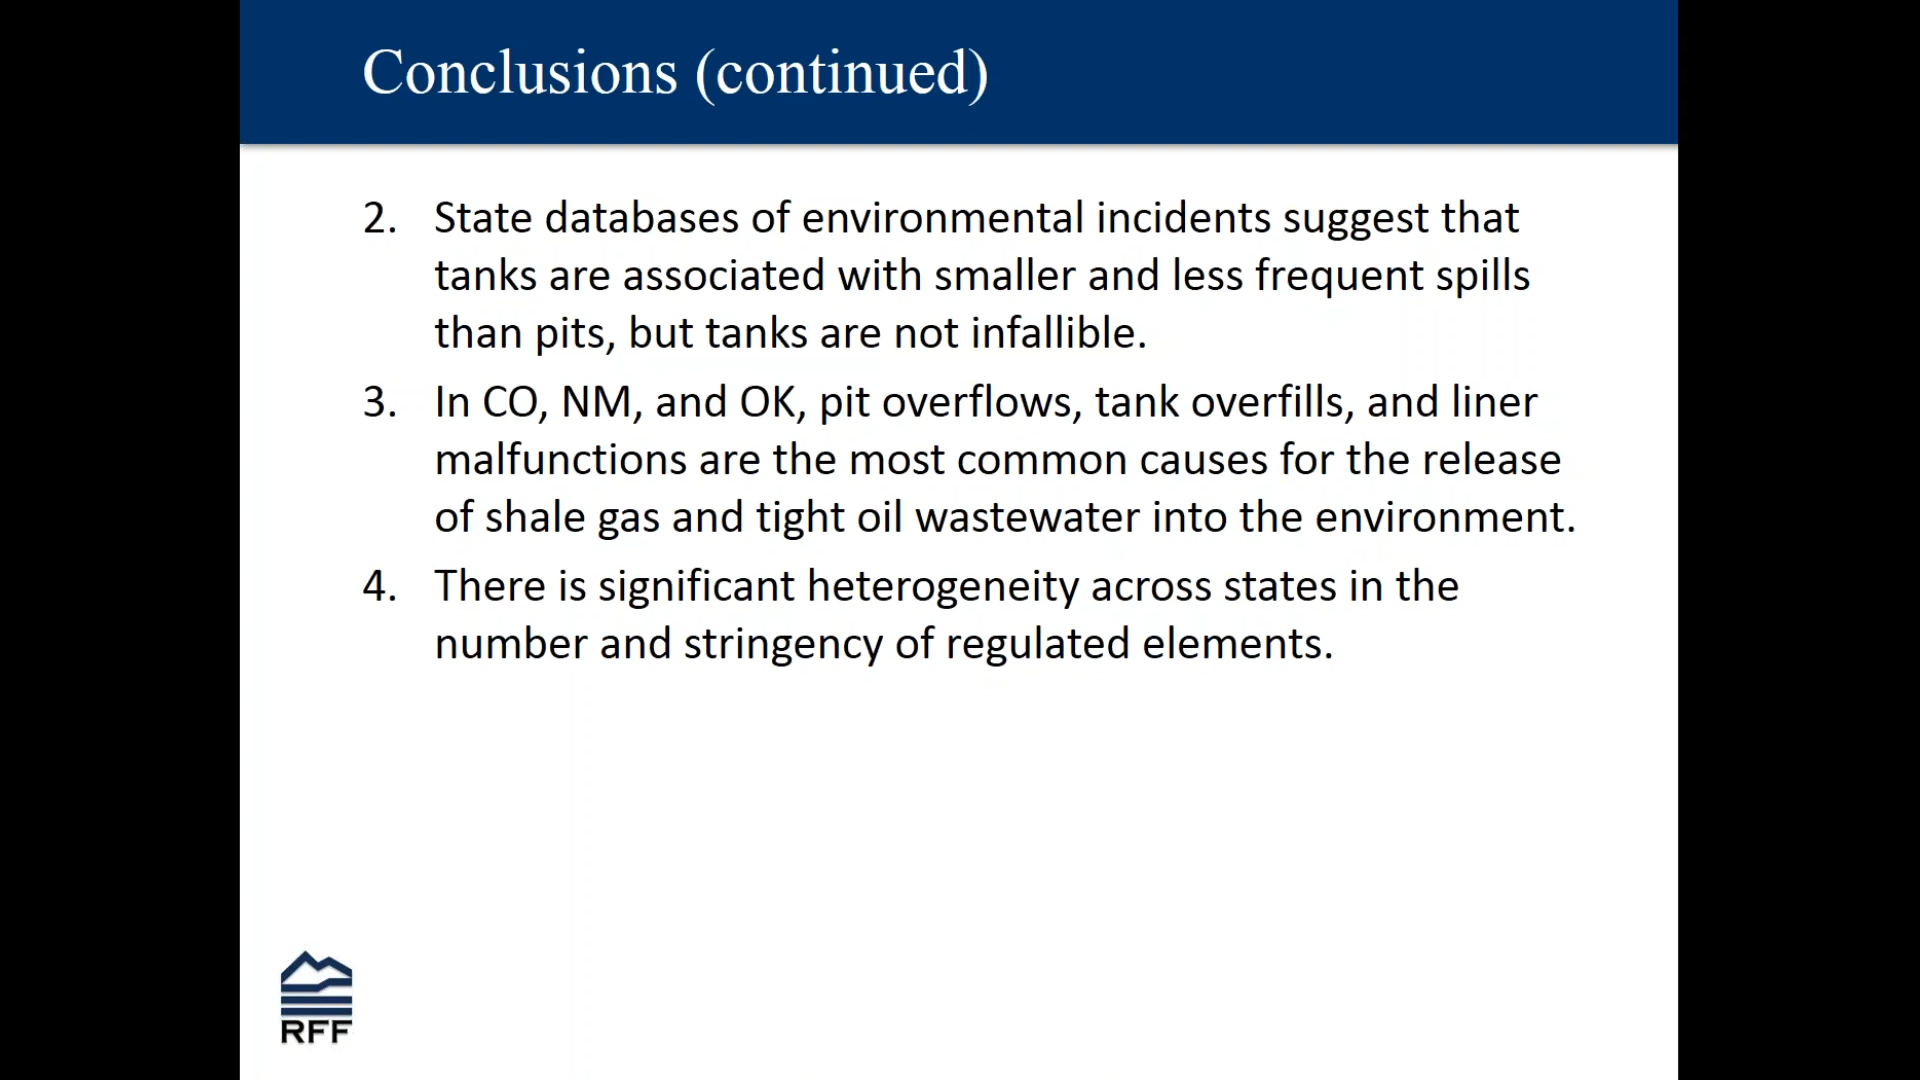 Conclusions (continued)
2. State databases of environmental incidents suggest that
tanks are associated with smaller and less frequent spills
than pits, but tanks are not infallible.
3. In CO, NM, and OK, pit overflows, tank overfills, and liner
malfunctions are the most common causes for the release
of shale gas and tight oil wastewater into the environment.
4. There is significant heterogeneity across states in the
number and stringency of regulated elements.
RFF